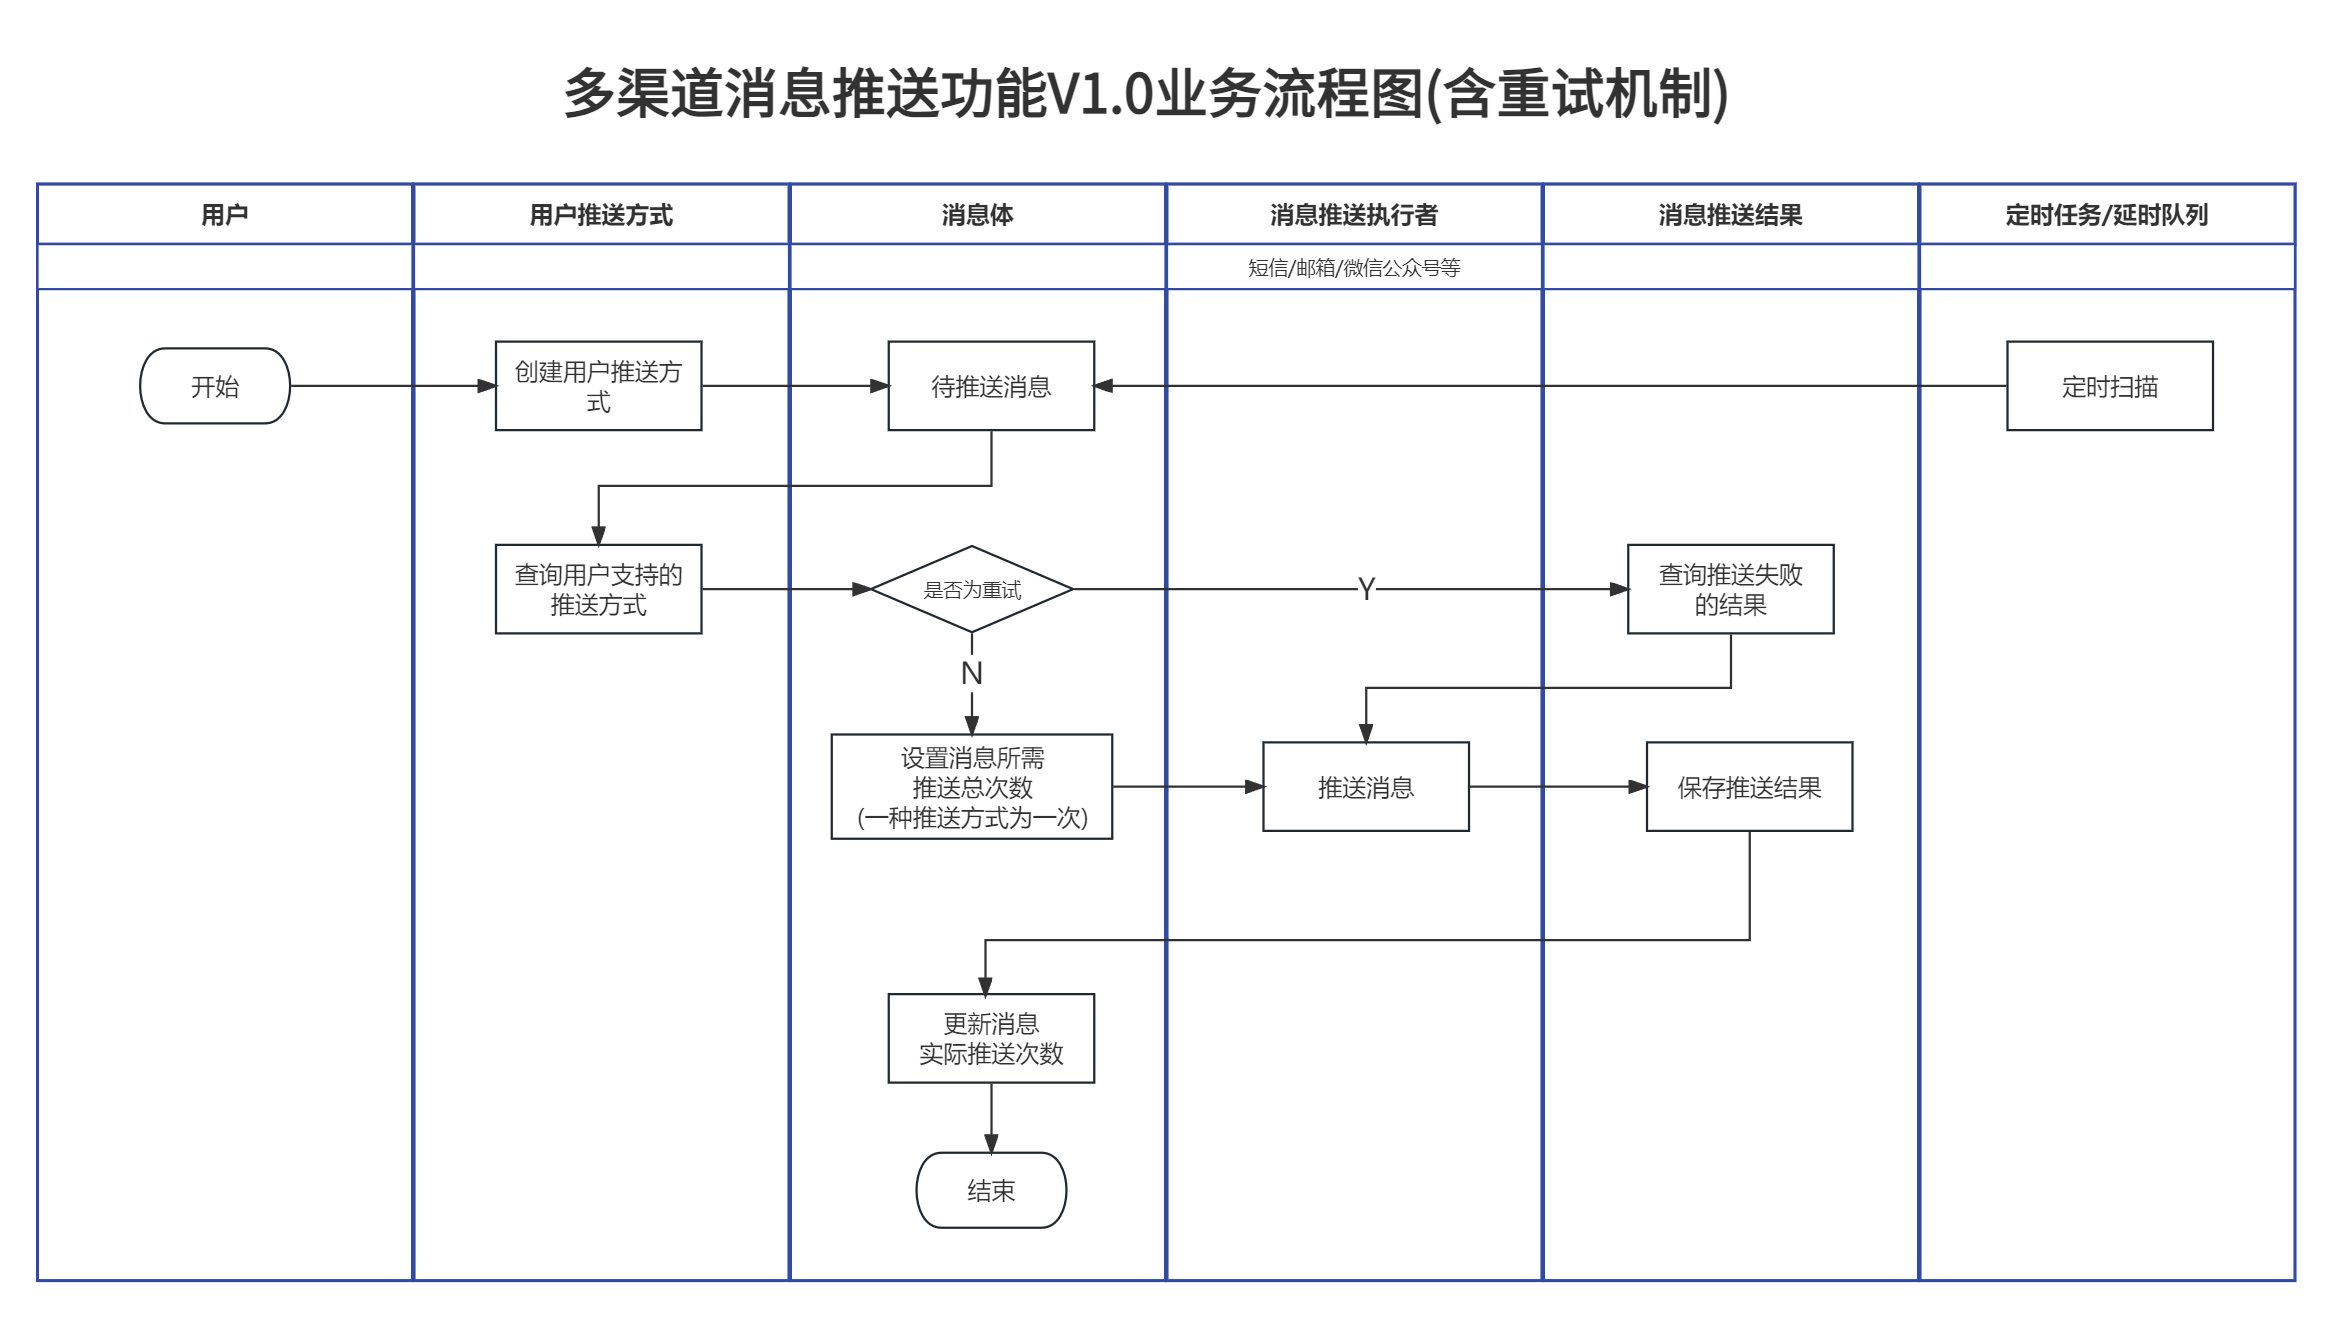 多渠道消息推送功能V1.0业务流程图(含重试机制)
用户
用户推送方式
消息体
消息推送执行者
消息推送结果
定时任务/延时队列
短信/邮箱/微信公众号等
开始
创建用户推送方
式
待推送消息
定时扫描
查询用户支持的
推送方式
是否为重试
Y
查询推送失败
的结果
N
设置消息所需
推送总次数
(一种推送方式为一次)
推送消息
保存推送结果
更新消息
实际推送次数
结束